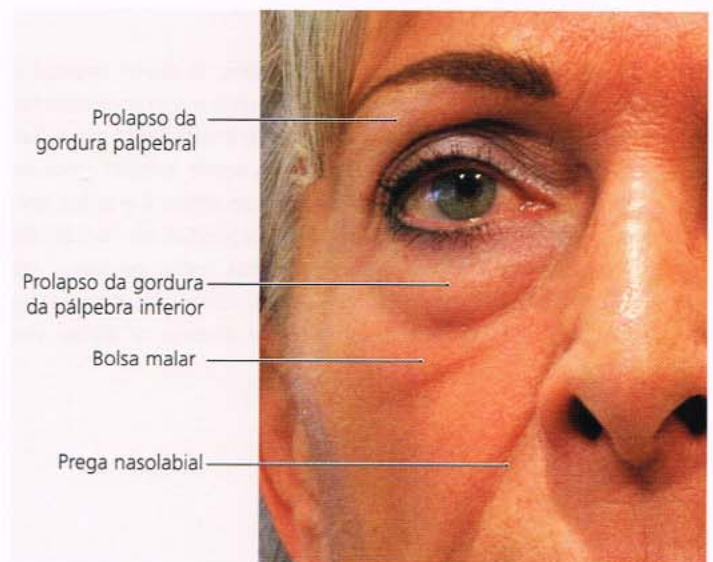 Prolapso da
gordura palpebral
Prolapso da gordura
da pálpebra inferior
Bolsa malar
Prega nasolabial